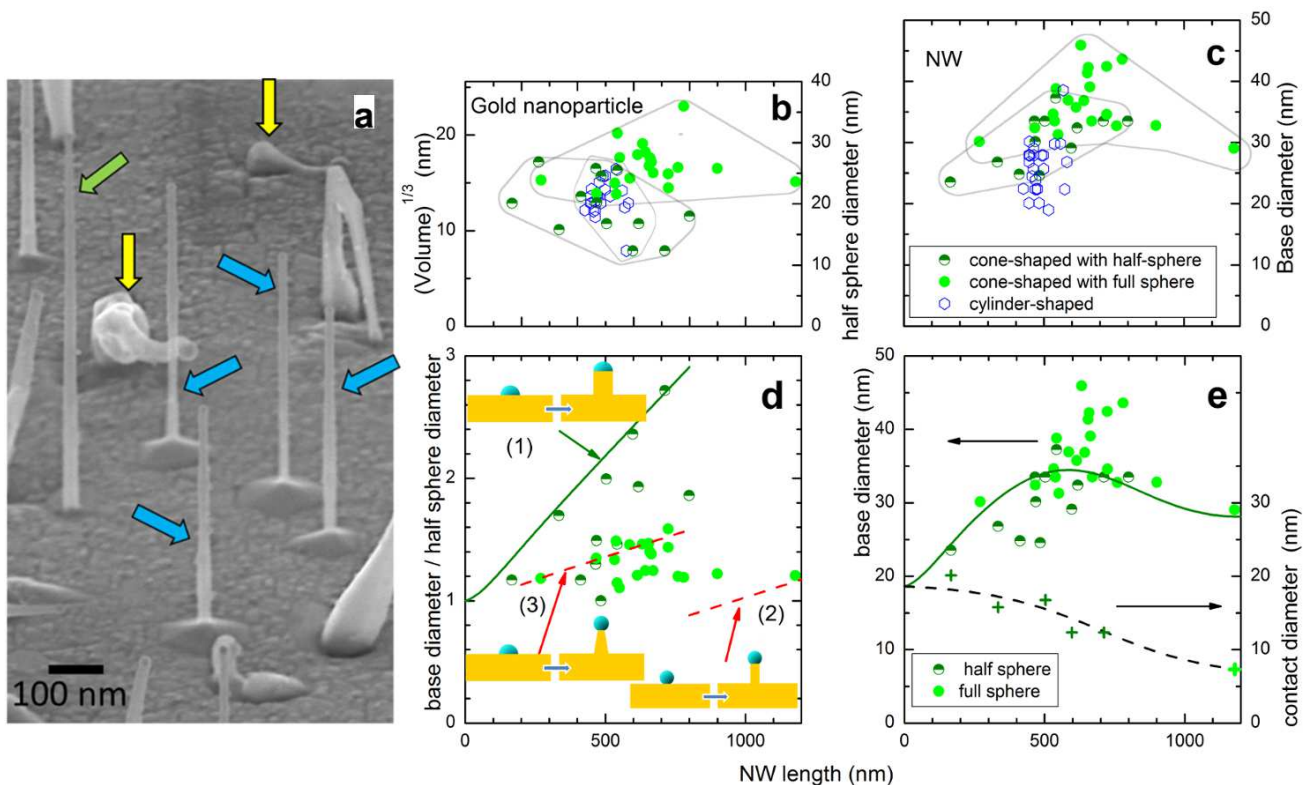 a
100 nm
b
Gold nanoparticle
(Volume)^1/3 (nm)
0
10
20
0
10
20
30
40
half sphere diameter (nm)
c
NW
0
10
20
30
40
50
Base diameter (nm)
cone-shaped with half-sphere
cone-shaped with full sphere
cylinder-shaped
d
(1)
(2)
(3)
base diameter / half sphere diameter
0
1
2
3
0
500
1000
NW length (nm)
e
base diameter (nm)
0
10
20
30
40
50
half sphere
full sphere
0
10
20
30
contact diameter (nm)
0
500
1000